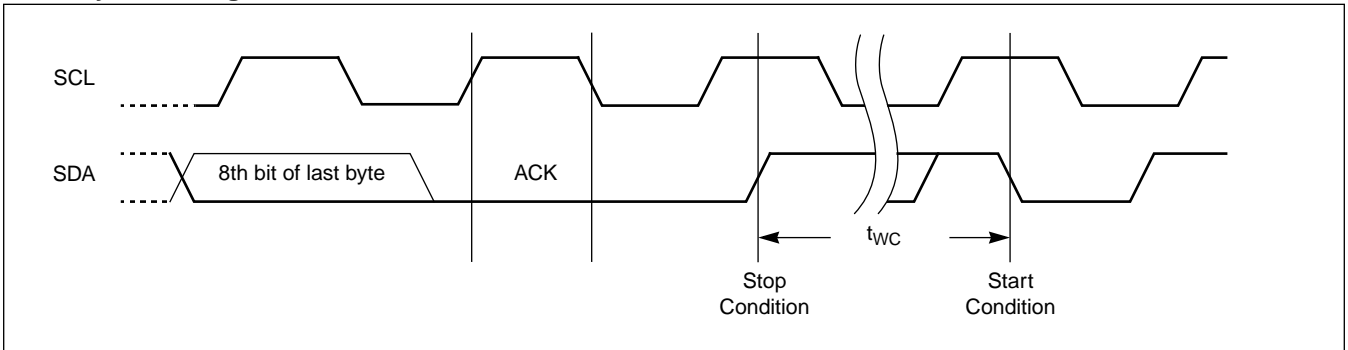 SCL
SDA
8th bit of last byte
ACK
tWC
Stop
Condition
Start
Condition